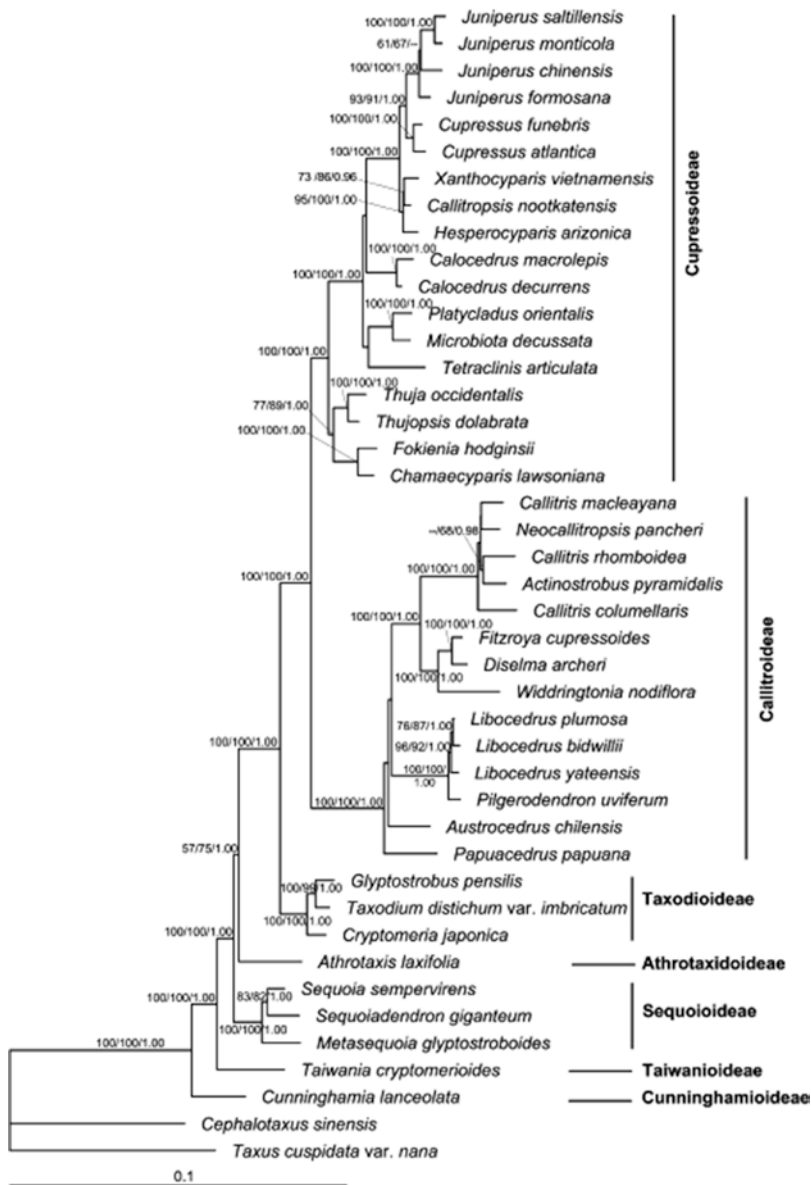 100/100/1.00 Juniperus saltillensis
61/67/-- Juniperus monticola
100/100/1.00 Juniperus chinensis
93/91/1.00 Juniperus formosana
100/100/1.00 Cupressus funebris
100/100/1.00 Cupressus atlantica
73/86/0.96 Xanthocyparis vietnamensis
95/100/1.00 Callitropsis nootkatensis
Hesperocyparis arizonica
100/100/1.00 Calocedrus macrolepis
100/100/1.00 Calocedrus decurrens
100/100/1.00 Platycladus orientalis
Microbiota decussata
100/100/1.00 Tetraclinis articulata
100/100/1.00 Thuja occidentalis
77/89/1.00 Thujopsis dolabrata
100/100/1.00 Fokienia hodginsii
Chamaecyparis lawsoniana
Cupressoideae
Callitris macleayana
--/68/0.98 Neocallitropsis pancheri
100/100/1.00 100/100/1.00 Callitris rhomboidea
Actinostrobus pyramidalis
100/100/1.00 Callitris columellaris
100/100/1.00 Fitzroya cupressoides
100/100/1.00 Diselma archeri
Widdringtonia nodiflora
76/87/1.00 Libocedrus plumosa
100/100/1.00 96/92/1.00 Libocedrus bidwillii
100/100/1.00 Libocedrus yateensis
100/100/1.00 Pilgerodendron uviferum
Austrocedrus chilensis
57/75/1.00 Papuacedrus papuana
Callitroideae
100/99/1.00 Glyptostrobus pensilis
100/100/1.00 Taxodium distichum var. imbricatum
Cryptomeria japonica
Taxodioideae
100/100/1.00 Athrotaxis laxifolia Athrotaxidoideae
83/82/1.00 Sequoia sempervirens
100/100/1.00 Sequoiadendron giganteum Sequoioideae
100/100/1.00 Metasequoia glyptostroboides
100/100/1.00 Taiwania cryptomerioides Taiwanioideae
Cunninghamia lanceolata Cunninghamioideae
Cephalotaxus sinensis
Taxus cuspidata var. nana
0.1